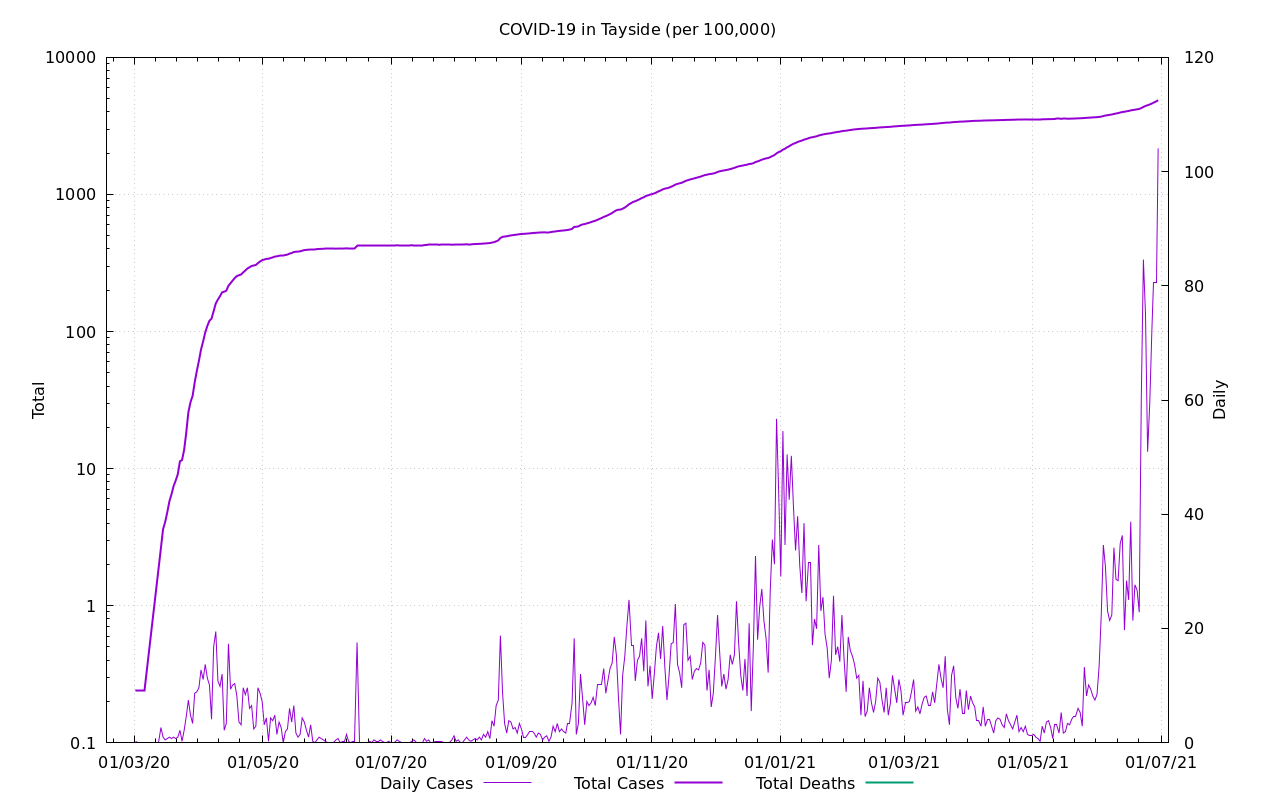 COVID-19 in Tayside (per 100,000)
10000
1000
100
10
1
0.1
Total
120
100
80
60
40
20
0
Daily
01/03/20 01/05/20 01/07/20 01/09/20 01/11/20 01/01/21 01/03/21 01/05/21 01/07/21
Daily Cases Total Cases Total Deaths